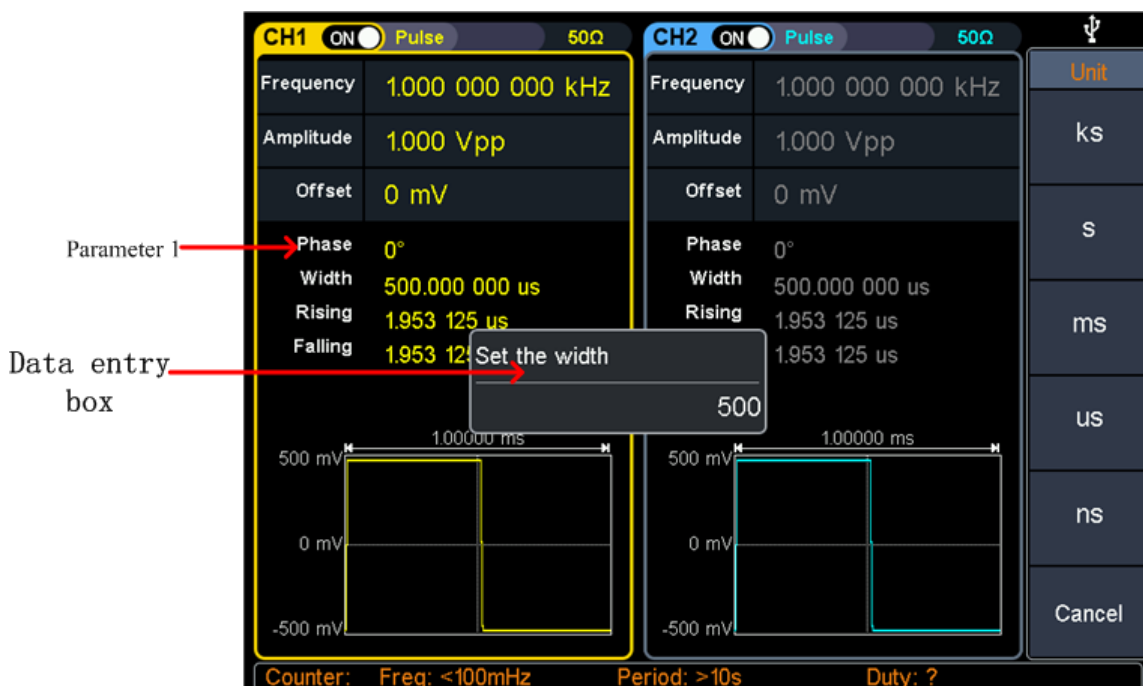 CH1 ON Pulse 50Ω
Frequency 1.000 000 000 kHz
Amplitude 1.000 Vpp
Offset 0 mV
Phase 0°
Width 500.000 000 us
Rising 1.953 125 us
Falling 1.953 12
1.00000 ms
500 mV
0 mV
-500 mV
CH2 ON Pulse 50Ω
Frequency 1.000 000 000 kHz
Amplitude 1.000 Vpp
Offset 0 mV
Phase 0°
Width 500.000 000 us
Rising 1.953 125 us
1.953 125 us
1.00000 ms
500 mV
0 mV
-500 mV
Set the width
500
Unit
ks
s
ms
us
ns
Cancel
Parameter 1
Data entry
box
Counter: Freq: <100mHz Period: >10s Duty: ?